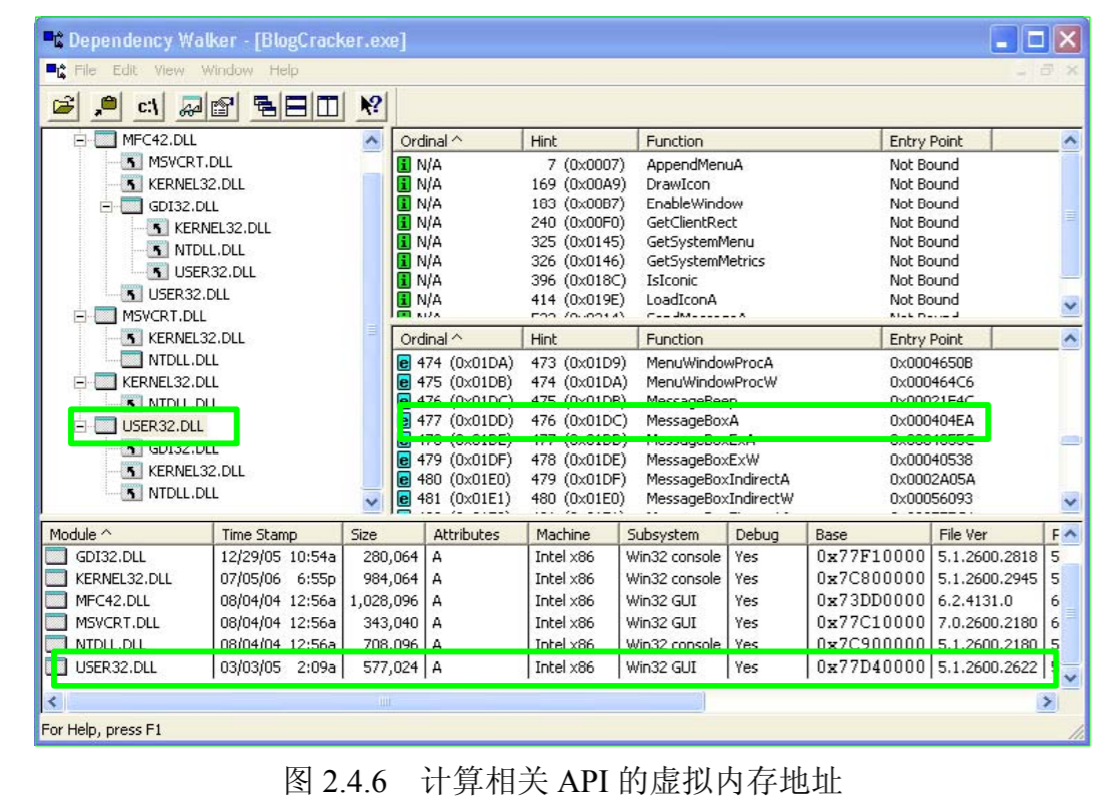 Dependency Walker - [BlogCracker.exe]
File Edit View Window Help
c:\
MFC42.DLL
MSVCRT.DLL
KERNEL32.DLL
GDI32.DLL
KERNEL32.DLL
NTDLL.DLL
USER32.DLL
USER32.DLL
MSVCRT.DLL
KERNEL32.DLL
NTDLL.DLL
KERNEL32.DLL
NTDLL.DLL
USER32.DLL
GDI32.DLL
KERNEL32.DLL
NTDLL.DLL
Ordinal ^ Hint Function Entry Point
N/A 7 (0x0007) AppendMenuA Not Bound
N/A 169 (0x00A9) DrawIcon Not Bound
N/A 183 (0x00B7) EnableWindow Not Bound
N/A 240 (0x00F0) GetClientRect Not Bound
N/A 325 (0x0145) GetSystemMenu Not Bound
N/A 326 (0x0146) GetSystemMetrics Not Bound
N/A 396 (0x018C) IsIconic Not Bound
N/A 414 (0x019E) LoadIconA Not Bound
Ordinal ^ Hint Function Entry Point
474 (0x01DA) 473 (0x01D9) MenuWindowProcA 0x0004650B
475 (0x01DB) 474 (0x01DA) MenuWindowProcW 0x000464C6
476 (0x01DC) 475 (0x01DB) MessageBeep 0x00021F4C
477 (0x01DD) 476 (0x01DC) MessageBoxA 0x000404EA
478 (0x01DE) 477 (0x01DD) MessageBoxExA
479 (0x01DF) 478 (0x01DE) MessageBoxExW 0x00040538
480 (0x01E0) 479 (0x01DF) MessageBoxIndirectA 0x0002A05A
481 (0x01E1) 480 (0x01E0) MessageBoxIndirectW 0x00056093
Module ^ Time Stamp Size Attributes Machine Subsystem Debug Base File Ver
GDI32.DLL 12/29/05 10:54a 280,064 A Intel x86 Win32 console Yes 0x77F10000 5.1.2600.2818 5
KERNEL32.DLL 07/05/06 6:55p 984,064 A Intel x86 Win32 console Yes 0x7C800000 5.1.2600.2945 5
MFC42.DLL 08/04/04 12:56a 1,028,096 A Intel x86 Win32 GUI Yes 0x73DD0000 6.2.4131.0 6
MSVCRT.DLL 08/04/04 12:56a 343,040 A Intel x86 Win32 GUI Yes 0x77C10000 7.0.2600.2180 6
NTDLL.DLL 08/04/04 12:56a 708,096 A Intel x86 Win32 console Yes 0x7C900000 5.1.2600.2180 5
USER32.DLL 03/03/05 2:09a 577,024 A Intel x86 Win32 GUI Yes 0x77D40000 5.1.2600.2622
For Help, press F1
图 2.4.6 计算相关 API 的虚拟内存地址